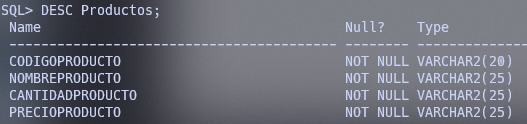 SQL> DESC Productos;
Name Null? Type
----------------------------------------- -------- ----------------------------
CODIGOPRODUCTO NOT NULL VARCHAR2(20)
NOMBREPRODUCTO NOT NULL VARCHAR2(25)
CANTIDADPRODUCTO NOT NULL VARCHAR2(25)
PRECIOPRODUCTO NOT NULL VARCHAR2(25)